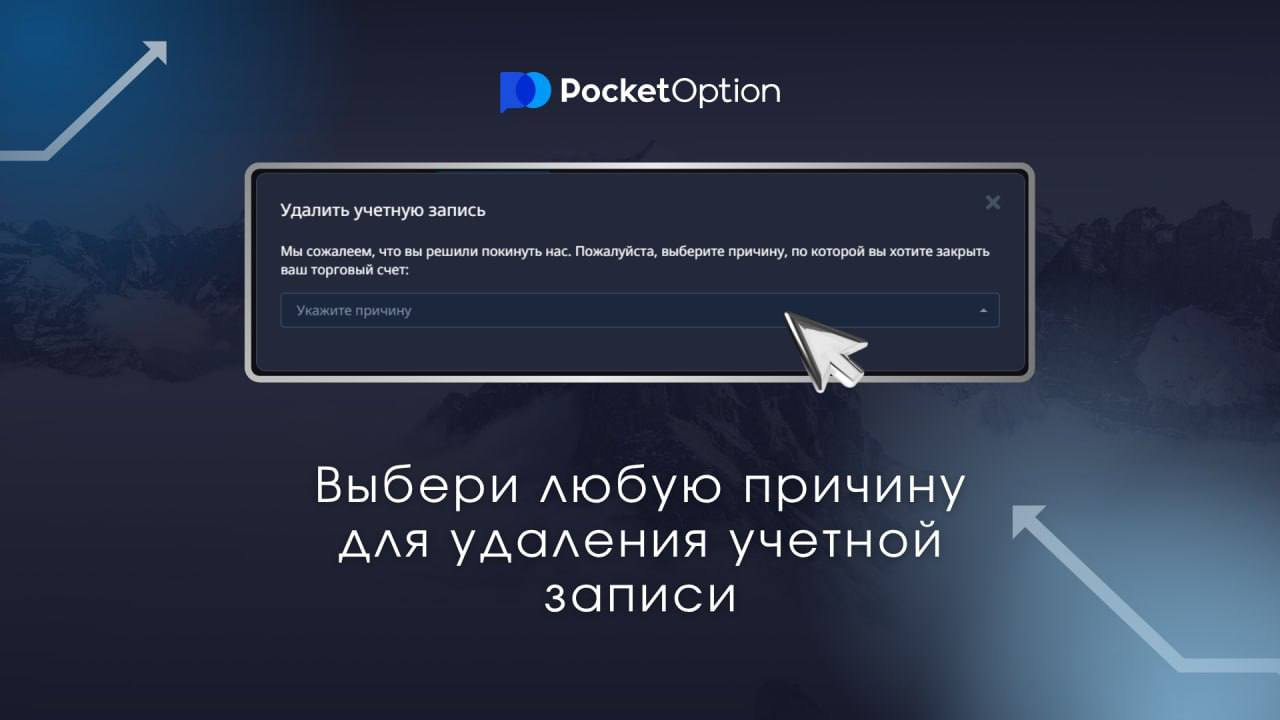 PocketOption
Удалить учетную запись
Мы сожалеем, что вы решили покинуть нас. Пожалуйста, выберите причину, по которой вы хотите закрыть
ваш торговый счет:
Укажите причину
Выбери любую причину
для удаления учетной
записи